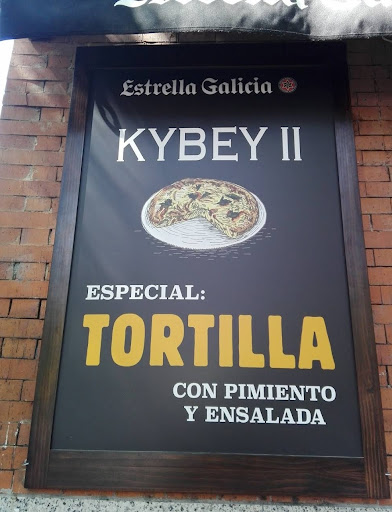 Estrella Galicia
KYBEY II
ESPECIAL:
TORTILLA
CON PIMIENTO
Y ENSALADA